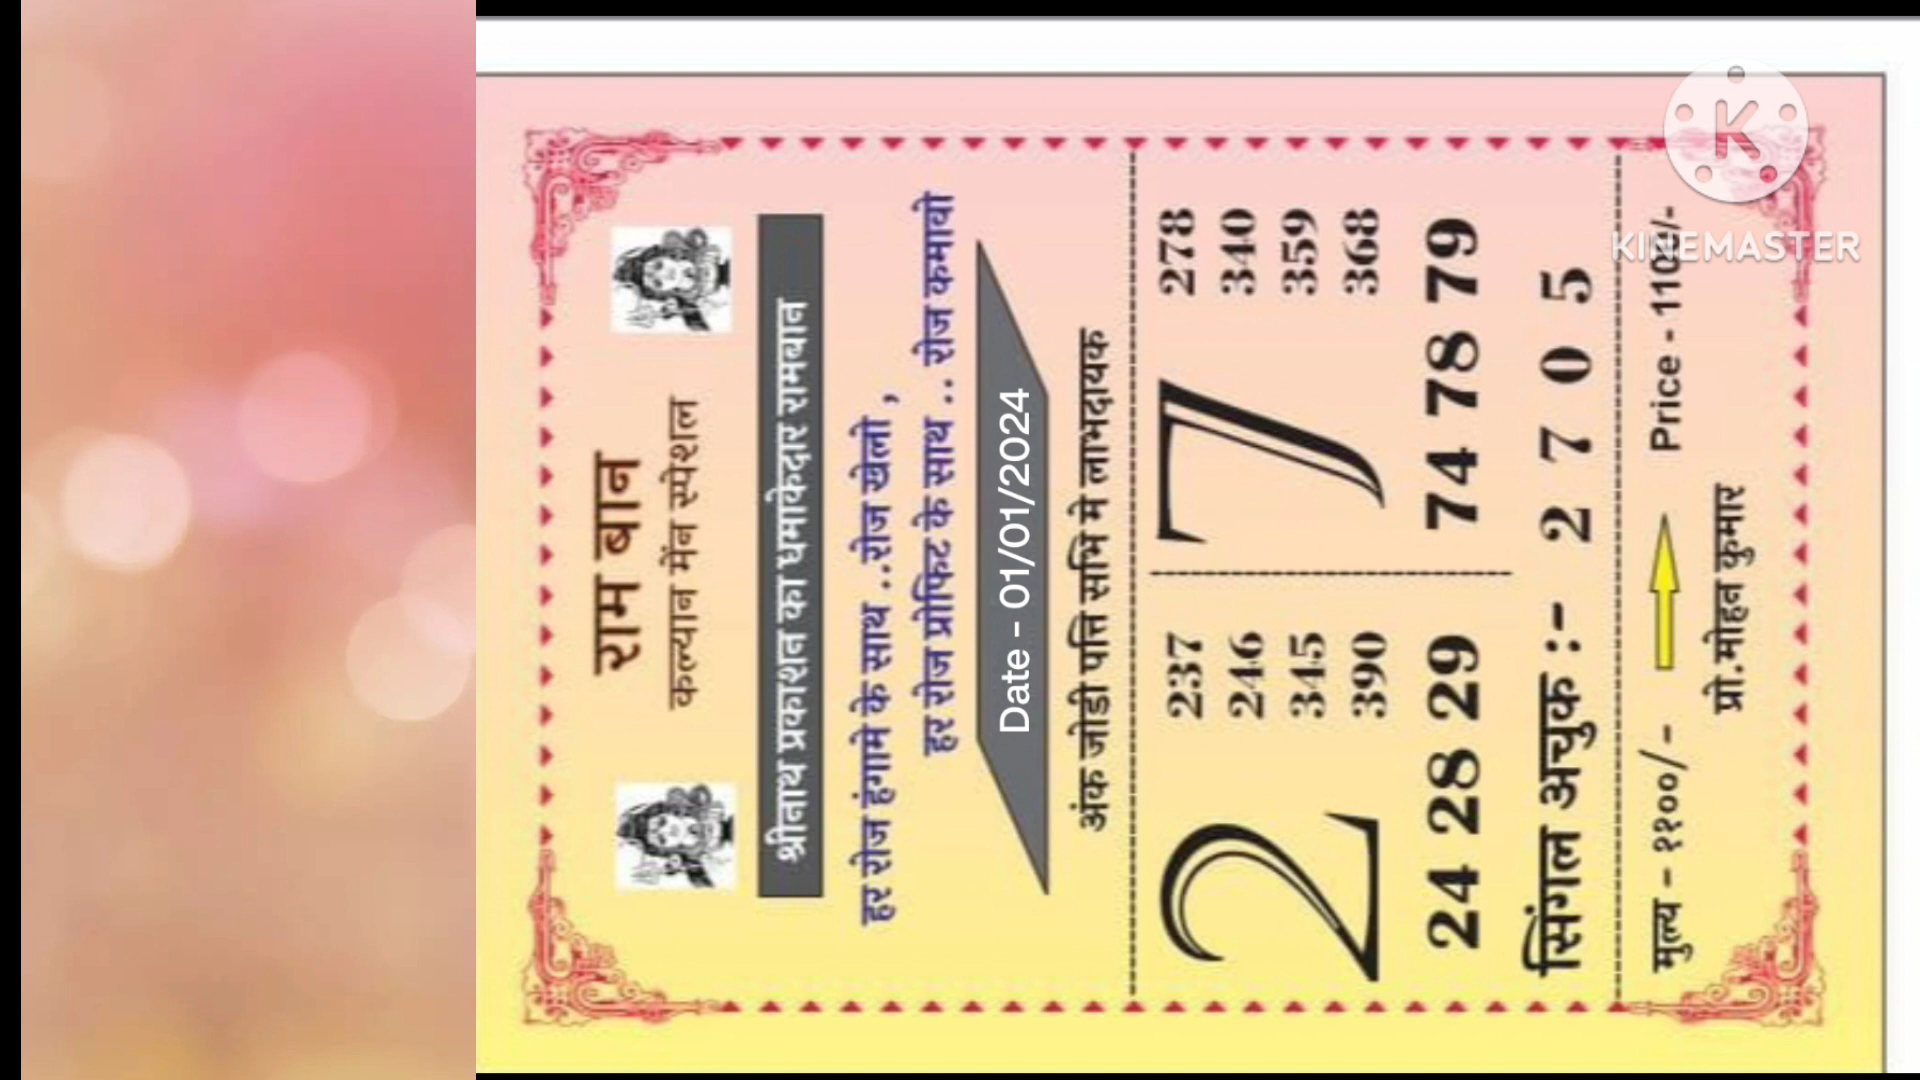 राम बान
कल्यान मेंन स्पेशल
श्रीनाथ प्रकाशन का धमाकेदार रामबान
हर रोज हंगामे के साथ ..रोज खेलो ,
हर रोज प्रोफिट के साथ .. रोज कमावो
Date - 01/01/2024
अंक जोडी पत्ति सभि मे लाभदायक
2 237 7 278
246 340
345 359
390 368
24 28 29 74 78 79
सिंगल अचुक :- 2 7 0 5
मुल्य - ११००/- Price - 1100/-
प्रो.मोहन कुमार
K
KINEMASTER